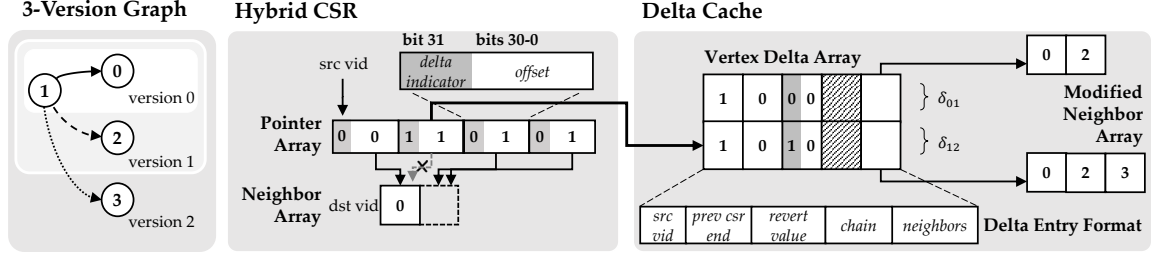 3-Version Graph
0
1
version 0
2
version 1
3
version 2
Hybrid CSR
bit 31 bits 30-0
src vid
delta
indicator
offset
Pointer
Array
0 0 1 1 0 1 0 1
Neighbor
Array
dst vid
0
Delta Cache
Vertex Delta Array
1 0 0 0
δ01
1 0 1 0
δ12
0 2
Modified
Neighbor
Array
0 2 3
src
vid
prev csr
end
revert
value
chain
neighbors
Delta Entry Format